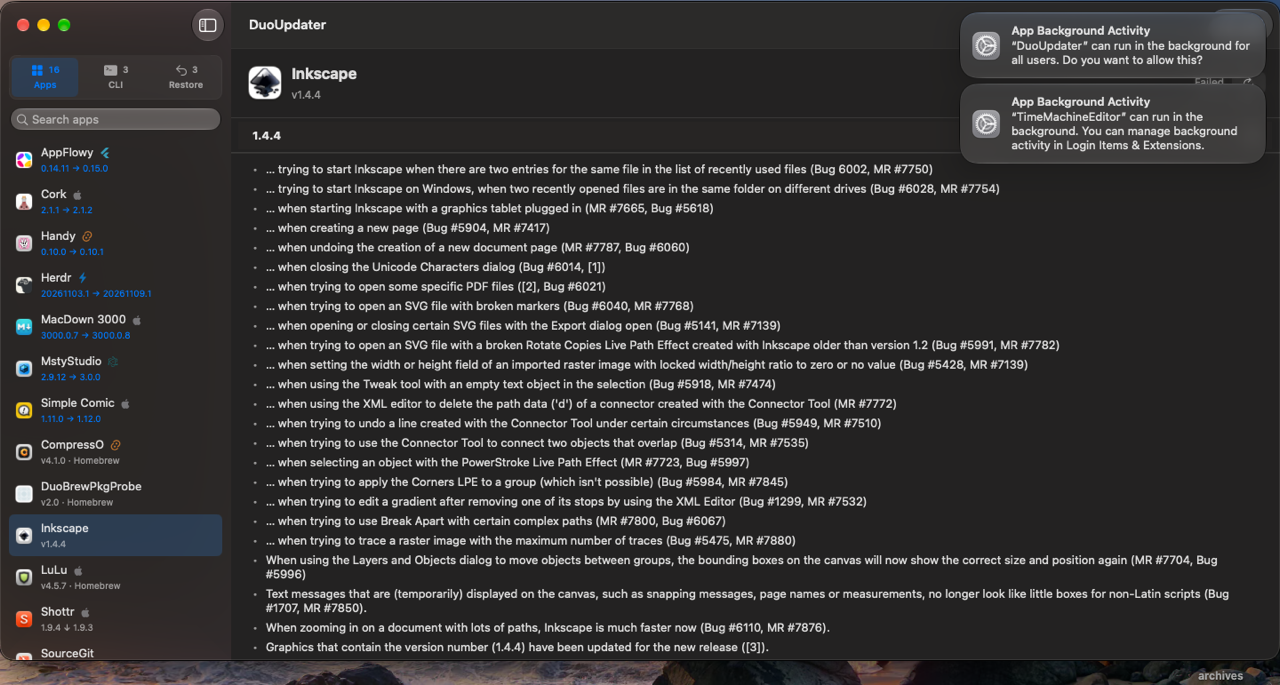 DuoUpdater
16
Apps
3
CLI
3
Restore
Search apps
AppFlowy
0.14.11 → 0.15.0
Cork
2.1.1 → 2.1.2
Handy
0.10.0 → 0.10.1
Herdr
20261103.1 → 20261109.1
MacDown 3000
3000.0.7 → 3000.0.8
MstyStudio
2.9.12 → 3.0.0
Simple Comic
1.11.0 → 1.12.0
CompressO
v4.1.0 · Homebrew
DuoBrewPkgProbe
v2.0 · Homebrew
Inkscape
v1.4.4
LuLu
v4.5.7 · Homebrew
Shottr
1.9.4 ↓ 1.9.3
SourceGit
Inkscape
v1.4.4
Failed
1.4.4
... trying to start Inkscape when there are two entries for the same file in the list of recently used files (Bug 6002, MR #7750)
... trying to start Inkscape on Windows, when two recently opened files are in the same folder on different drives (Bug #6028, MR #7754)
... when starting Inkscape with a graphics tablet plugged in (MR #7665, Bug #5618)
... when creating a new page (Bug #5904, MR #7417)
... when undoing the creation of a new document page (MR #7787, Bug #6060)
... when closing the Unicode Characters dialog (Bug #6014, [1])
... when trying to open some specific PDF files ([2], Bug #6021)
... when trying to open an SVG file with broken markers (Bug #6040, MR #7768)
... when opening or closing certain SVG files with the Export dialog open (Bug #5141, MR #7139)
... when trying to open an SVG file with a broken Rotate Copies Live Path Effect created with Inkscape older than version 1.2 (Bug #5991, MR #7782)
... when setting the width or height field of an imported raster image with locked width/height ratio to zero or no value (Bug #5428, MR #7139)
... when using the Tweak tool with an empty text object in the selection (Bug #5918, MR #7474)
... when using the XML editor to delete the path data ('d') of a connector created with the Connector Tool (MR #7772)
... when trying to undo a line created with the Connector Tool under certain circumstances (Bug #5949, MR #7510)
... when trying to use the Connector Tool to connect two objects that overlap (Bug #5314, MR #7535)
... when selecting an object with the PowerStroke Live Path Effect (MR #7723, Bug #5997)
... when trying to apply the Corners LPE to a group (which isn't possible) (Bug #5984, MR #7845)
... when trying to edit a gradient after removing one of its stops by using the XML Editor (Bug #1299, MR #7532)
... when trying to use Break Apart with certain complex paths (MR #7800, Bug #6067)
... when trying to trace a raster image with the maximum number of traces (Bug #5475, MR #7880)
When using the Layers and Objects dialog to move objects between groups, the bounding boxes on the canvas will now show the correct size and position again (MR #7704, Bug
#5996)
Text messages that are (temporarily) displayed on the canvas, such as snapping messages, page names or measurements, no longer look like little boxes for non-Latin scripts (Bug
#1707, MR #7850).
When zooming in on a document with lots of paths, Inkscape is much faster now (Bug #6110, MR #7876).
Graphics that contain the version number (1.4.4) have been updated for the new release ([3]).
App Background Activity
“DuoUpdater” can run in the background for
all users. Do you want to allow this?
App Background Activity
“TimeMachineEditor” can run in the
background. You can manage background
activity in Login Items & Extensions.
archives